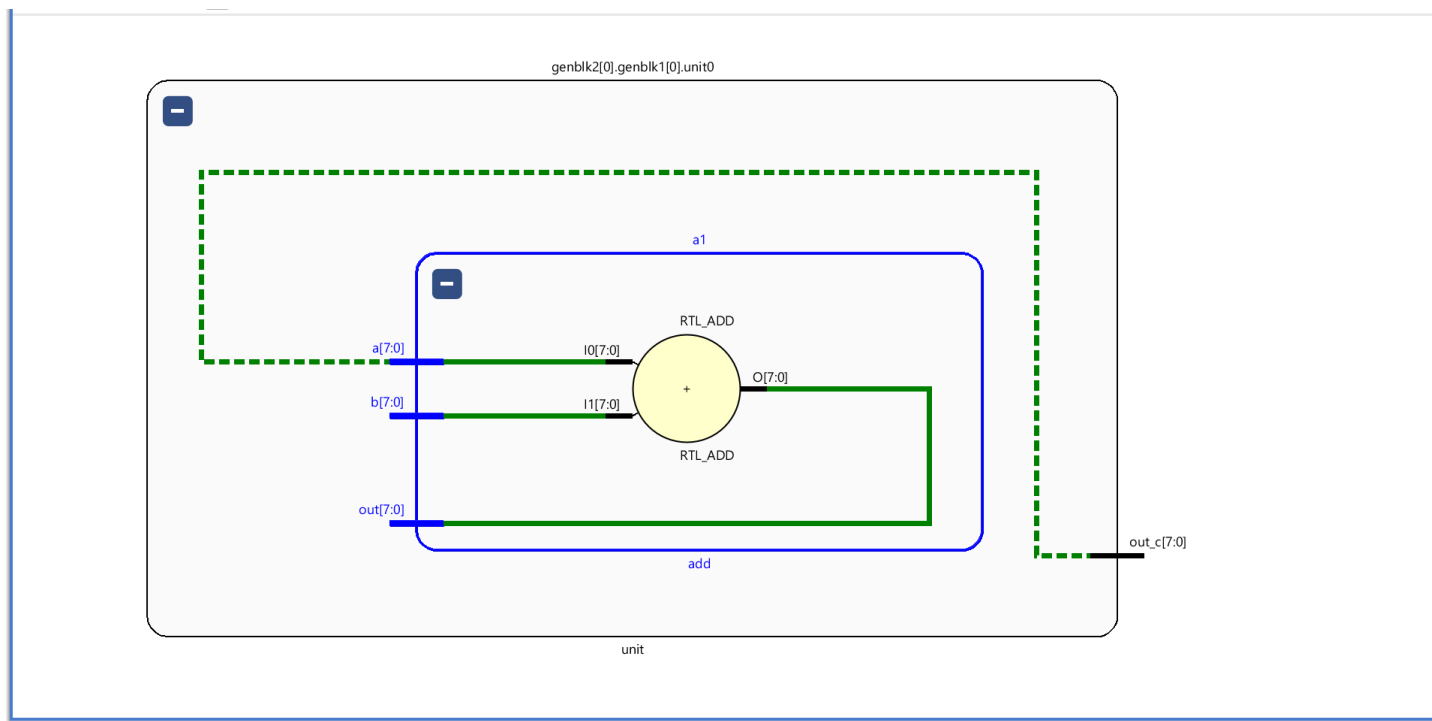 genblk2[0].genblk1[0].unit0
a1
RTL_ADD
a[7:0]
I0[7:0]
O[7:0]
b[7:0]
I1[7:0]
+
RTL_ADD
out[7:0]
out_c[7:0]
add
unit